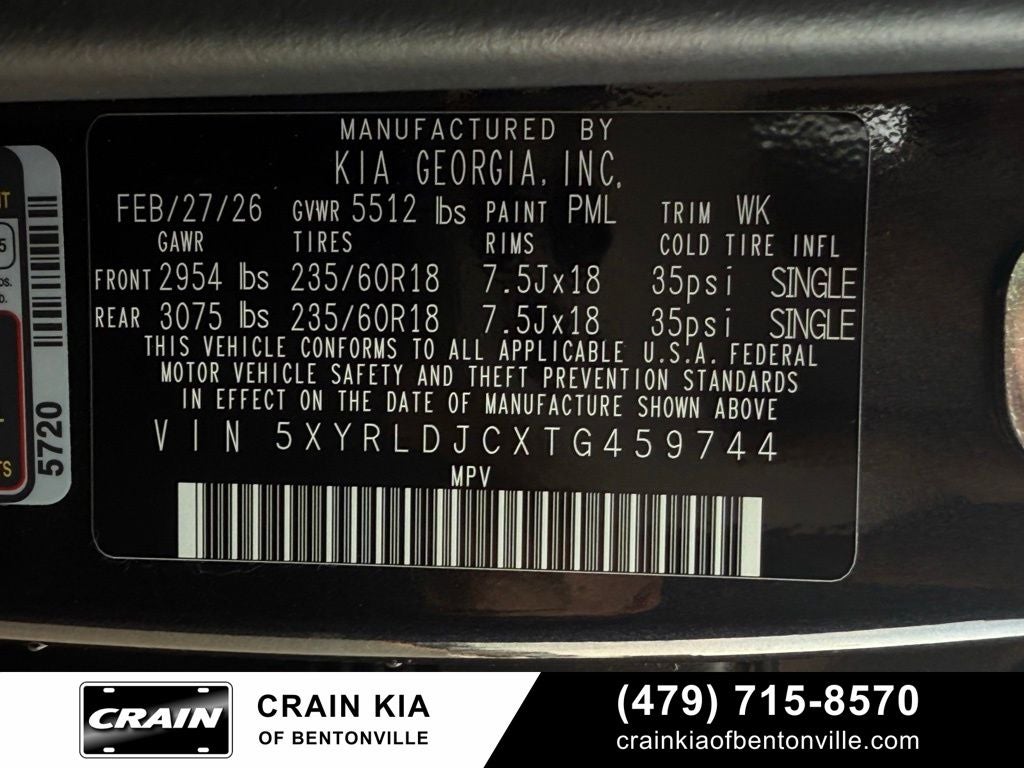 MANUFACTURED BY
KIA GEORGIA, INC.
FEB/27/26 GVWR 5512 lbs PAINT PML TRIM WK
GAWR TIRES RIMS COLD TIRE INFL
FRONT 2954 lbs 235/60R18 7.5Jx18 35psi SINGLE
REAR 3075 lbs 235/60R18 7.5Jx18 35psi SINGLE
THIS VEHICLE CONFORMS TO ALL APPLICABLE U.S.A. FEDERAL
MOTOR VEHICLE SAFETY AND THEFT PREVENTION STANDARDS
IN EFFECT ON THE DATE OF MANUFACTURE SHOWN ABOVE
VIN 5XYRLDJCXTG459744
MPV
5720
CRAIN
CRAIN KIA
OF BENTONVILLE
(479) 715-8570
crainkiaofbentonville.com